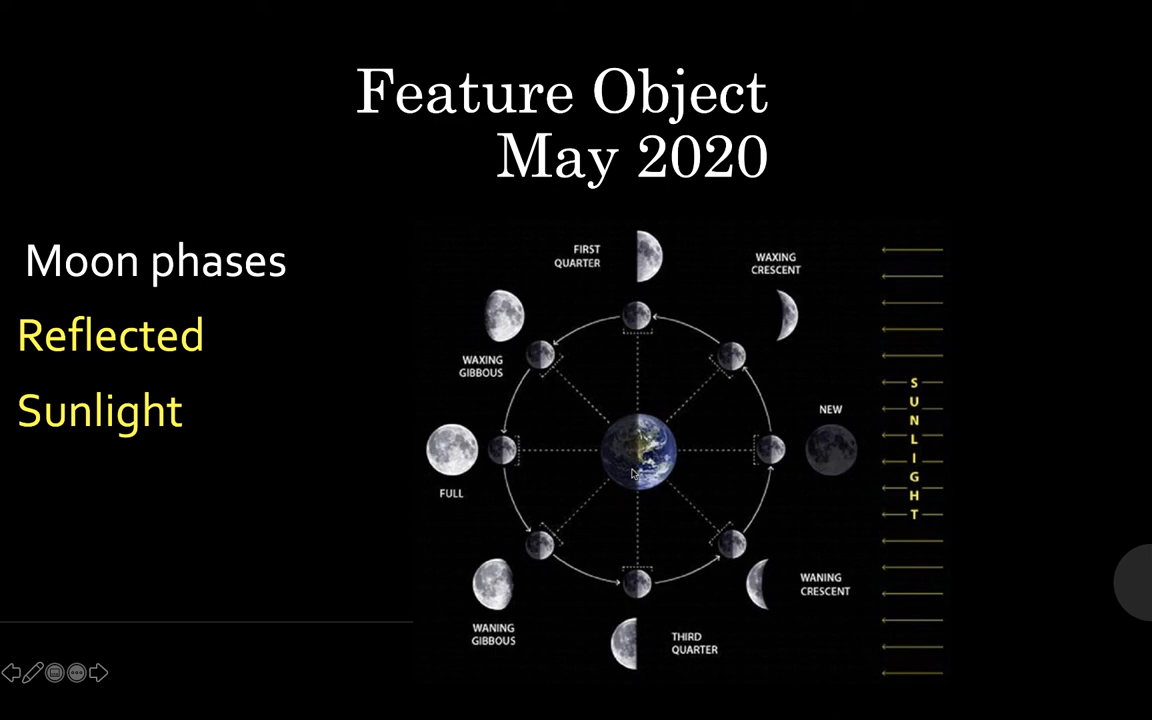 Feature Object
May 2020
Moon phases
Reflected
Sunlight
FIRST
QUARTER
WAXING
CRESCENT
WAXING
GIBBOUS
NEW
SUNLIGHT
FULL
WANING
CRESCENT
WANING
GIBBOUS
THIRD
QUARTER